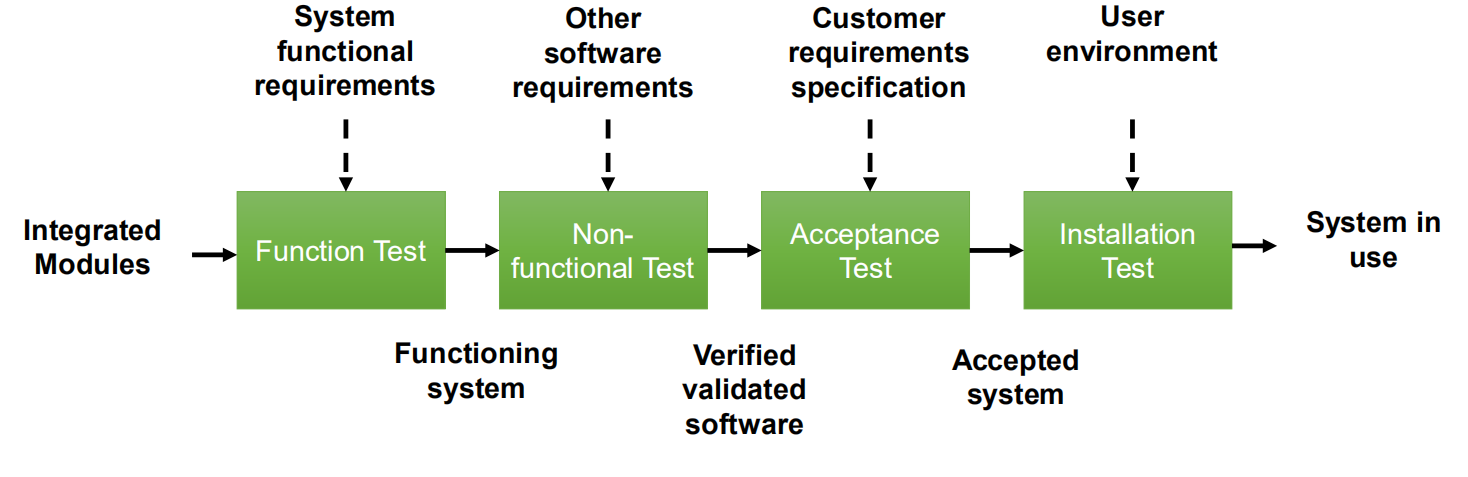 System
functional
requirements
Other
software
requirements
Customer
requirements
specification
User
environment
Integrated
Modules
Function Test
Non-
functional Test
Acceptance
Test
Installation
Test
System in
use
Functioning
system
Verified
validated
software
Accepted
system